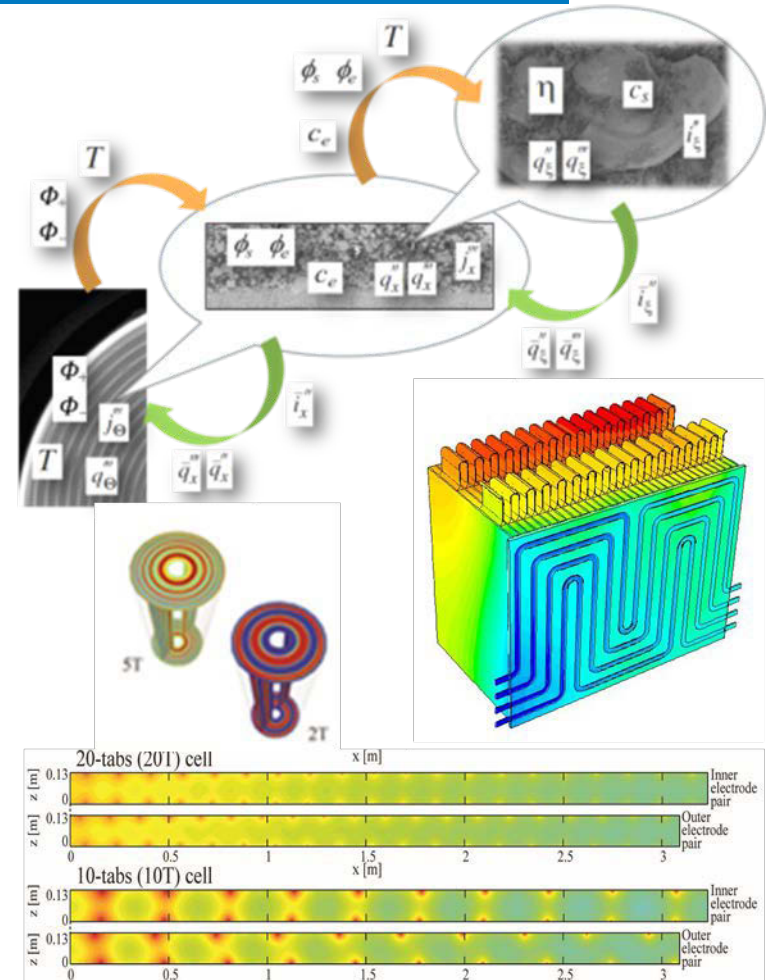 T
ϕs ϕe
ce
η
cs
i″ξ
q″ξ q‴ξ
T
Φ+
Φ−
ϕs ϕe
ce
q″x q‴x
j‴x
ī″ξ
q̄″ξ q̄‴ξ
Φ+
Φ−
j‴Θ
T
q‴Θ
ī″x
q̄‴x q̄″x
5T
2T
20-tabs (20T) cell
x [m]
z [m]
0.13
0
Inner
electrode
pair
z [m]
0.13
0
Outer
electrode
pair
0 0.5 1 1.5 2 2.5 3
10-tabs (10T) cell
x [m]
z [m]
0.13
0
Inner
electrode
pair
z [m]
0.13
0
Outer
electrode
pair
0 0.5 1 1.5 2 2.5 3